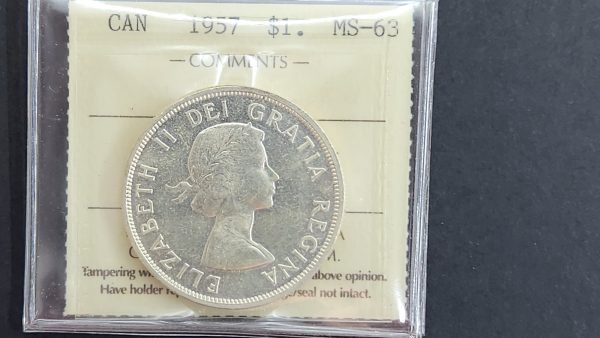 CAN 1957 $1. MS-63
— COMMENTS —
ELIZABETH II DEI GRATIA REGINA
Tampering w above opinion.
Have holder seal not intact.